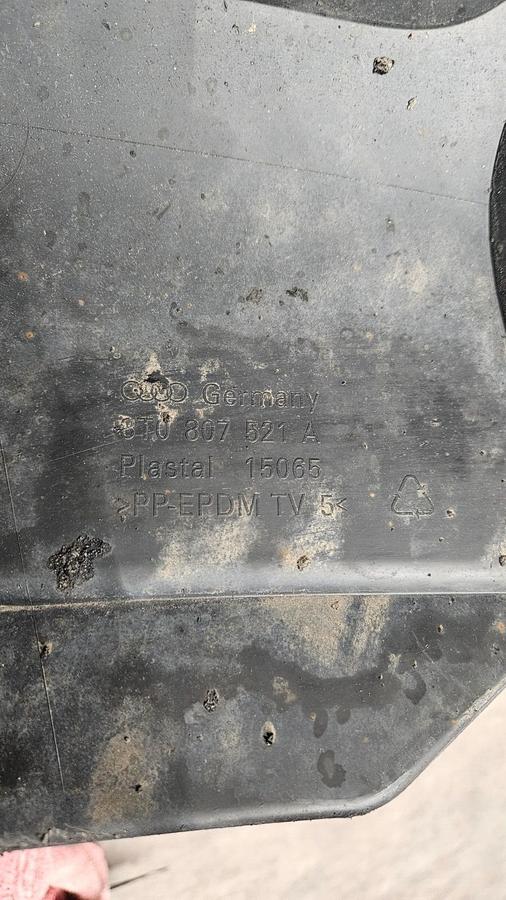 Germany
8T0 807 521 A
Plastal 15065
>PP-EPDM TV 5<